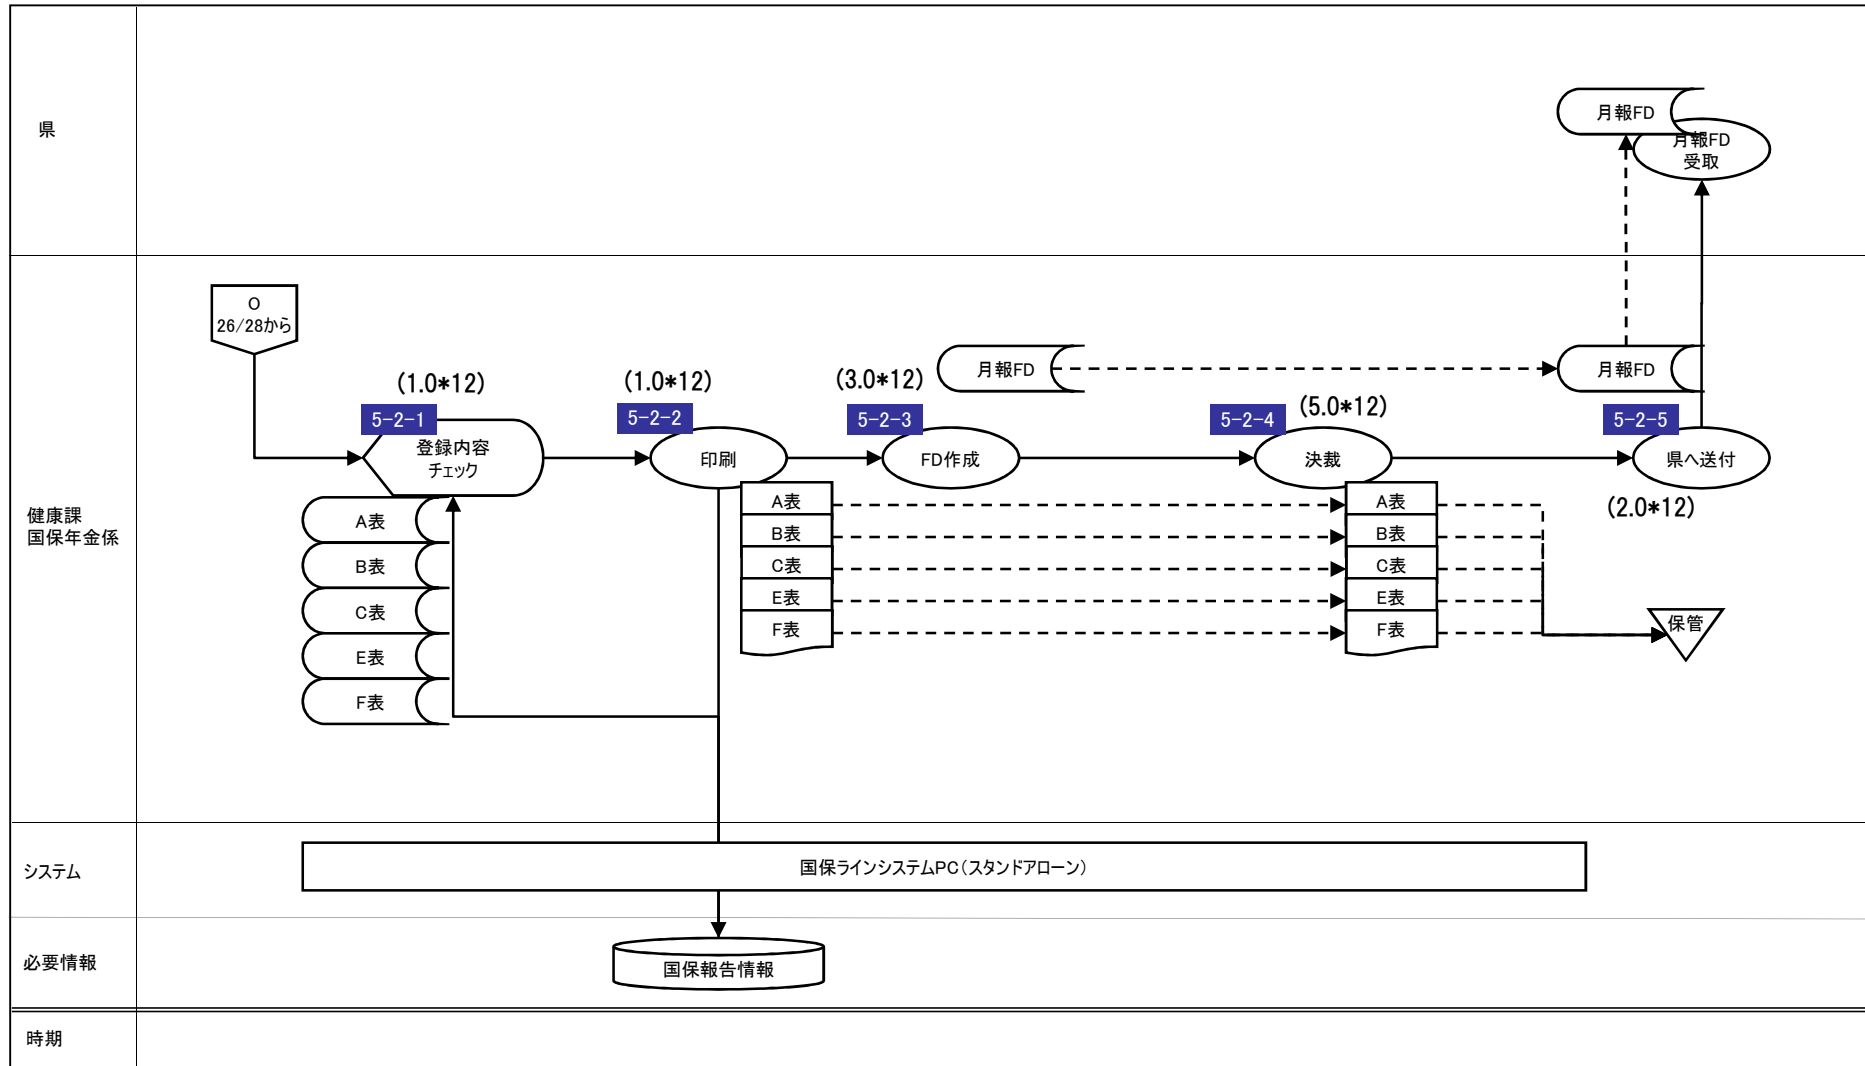 県
月報FD
月報FD
受取
健康課
国保年金係
O
26/28から
(1.0*12)
5-2-1
登録内容
チェック
A表
B表
C表
E表
F表
(1.0*12)
5-2-2
印刷
A表
B表
C表
E表
F表
(3.0*12)
5-2-3
FD作成
月報FD
5-2-4
(5.0*12)
決裁
A表
B表
C表
E表
F表
月報FD
5-2-5
県へ送付
(2.0*12)
保管
システム
国保ラインシステムPC(スタンドアローン)
必要情報
国保報告情報
時期